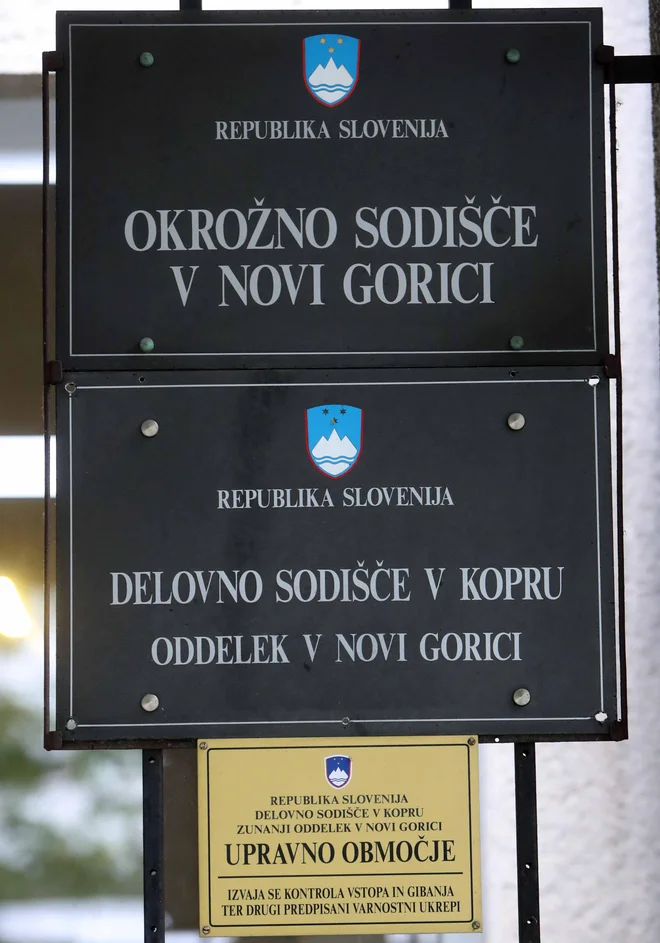 REPUBLIKA SLOVENIJA
OKROŽNO SODIŠČE
V NOVI GORICI
REPUBLIKA SLOVENIJA
DELOVNO SODIŠČE V KOPRU
ODDELEK V NOVI GORICI
REPUBLIKA SLOVENIJA
DELOVNO SODIŠČE V KOPRU
ZUNANJI ODDELEK V NOVI GORICI
UPRAVNO OBMOČJE
IZVAJA SE KONTROLA VSTOPA IN GIBANJA
TER DRUGI PREDPISANI VARNOSTNI UKREPI